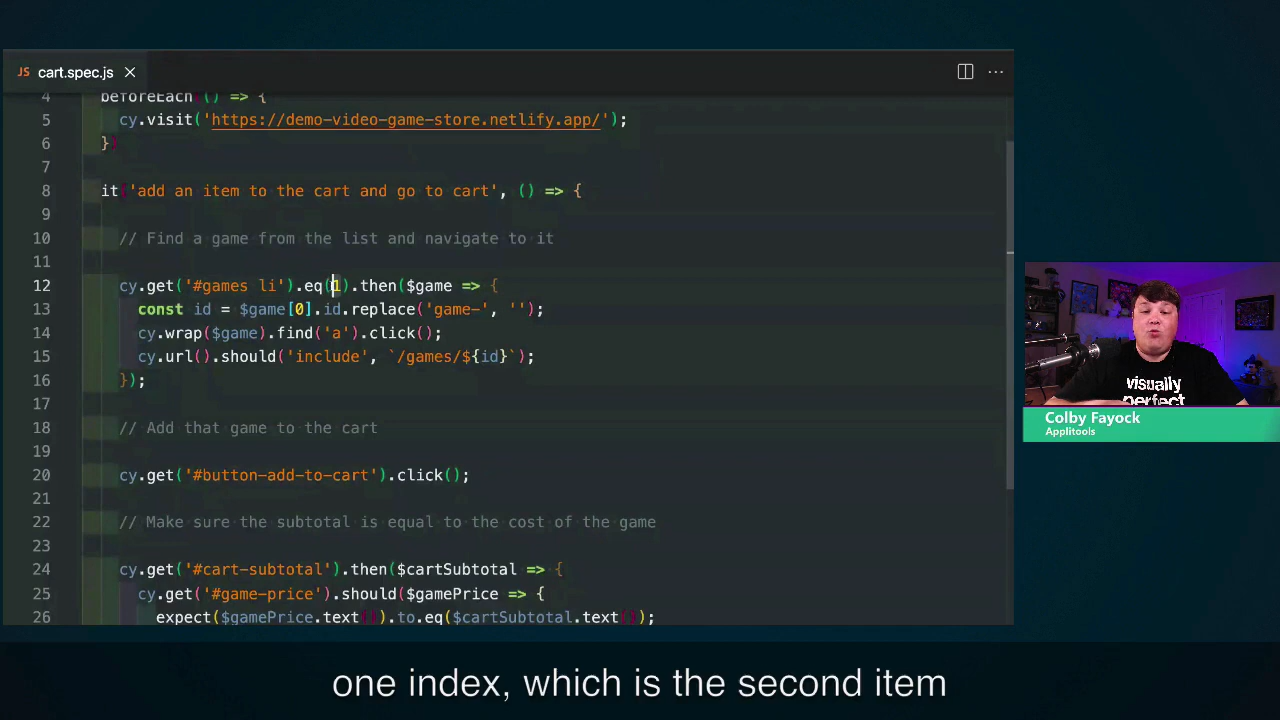 JS cart.spec.js
4 beforeEach () => {
5 cy.visit('https://demo-video-game-store.netlify.app/');
6 })
7
8 it('add an item to the cart and go to cart', () => {
9
10 // Find a game from the list and navigate to it
11
12 cy.get('#games li').eq(1).then($game => {
13 const id = $game[0].id.replace('game-', '');
14 cy.wrap($game).find('a').click();
15 cy.url().should('include', `/games/${id}`);
16 });
17
18 // Add that game to the cart
19
20 cy.get('#button-add-to-cart').click();
21
22 // Make sure the subtotal is equal to the cost of the game
23
24 cy.get('#cart-subtotal').then($cartSubtotal => {
25 cy.get('#game-price').should($gamePrice => {
26 expect($gamePrice.text()).to.eq($cartSubtotal.text());
visually
perfect
Colby Fayock
Applitools
one index, which is the second item